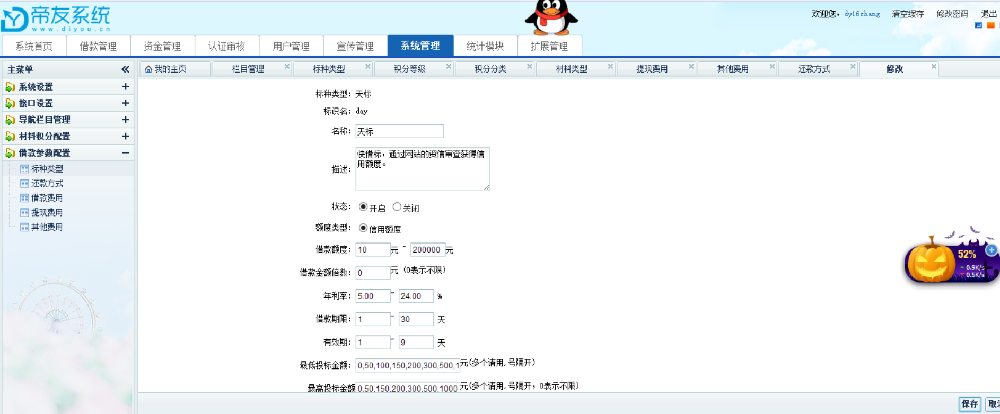 帝友系统
www.diyou.cn
欢迎您，dy16zhang 清空缓存 修改密码 退出
系统首页 借款管理 资金管理 认证审核 用户管理 宣传管理 系统管理 统计模块 扩展管理
主菜单
我的主页 栏目管理 标种类型 积分等级 积分分类 材料类型 提现费用 其他费用 还款方式 修改
系统设置
接口设置
导航栏目管理
材料积分配置
借款参数配置
标种类型
还款方式
借款费用
提现费用
其他费用
标种类型：天标
标识名：day
名称：天标
描述：快借标，通过网站的资信审查获得信
用额度。
状态：开启 关闭
额度类型：信用额度
借款额度：10元 ~ 200000元
借款金额倍数：0元（0表示不限）
年利率：5.00 ~ 24.00 %
借款期限：1 ~ 30 天
有效期：1 ~ 9 天
最低投标金额：0,50,100,150,200,300,500,1元(多个请用,号隔开)
最高投标金额 0,50,150,200,300,500,1000元(多个请用,号隔开，0表示不限)
52%
0.9K/s
0.5K/s
保存